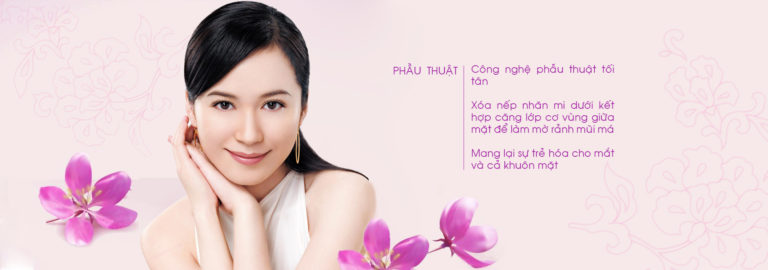 PHẪU THUẬT
Công nghệ phẫu thuật tối
tân
Xóa nếp nhăn mi dưới kết
hợp căng lớp cơ vùng giữa
mặt để làm mờ rảnh mũi má
Mang lại sự trẻ hóa cho mắt
và cả khuôn mặt